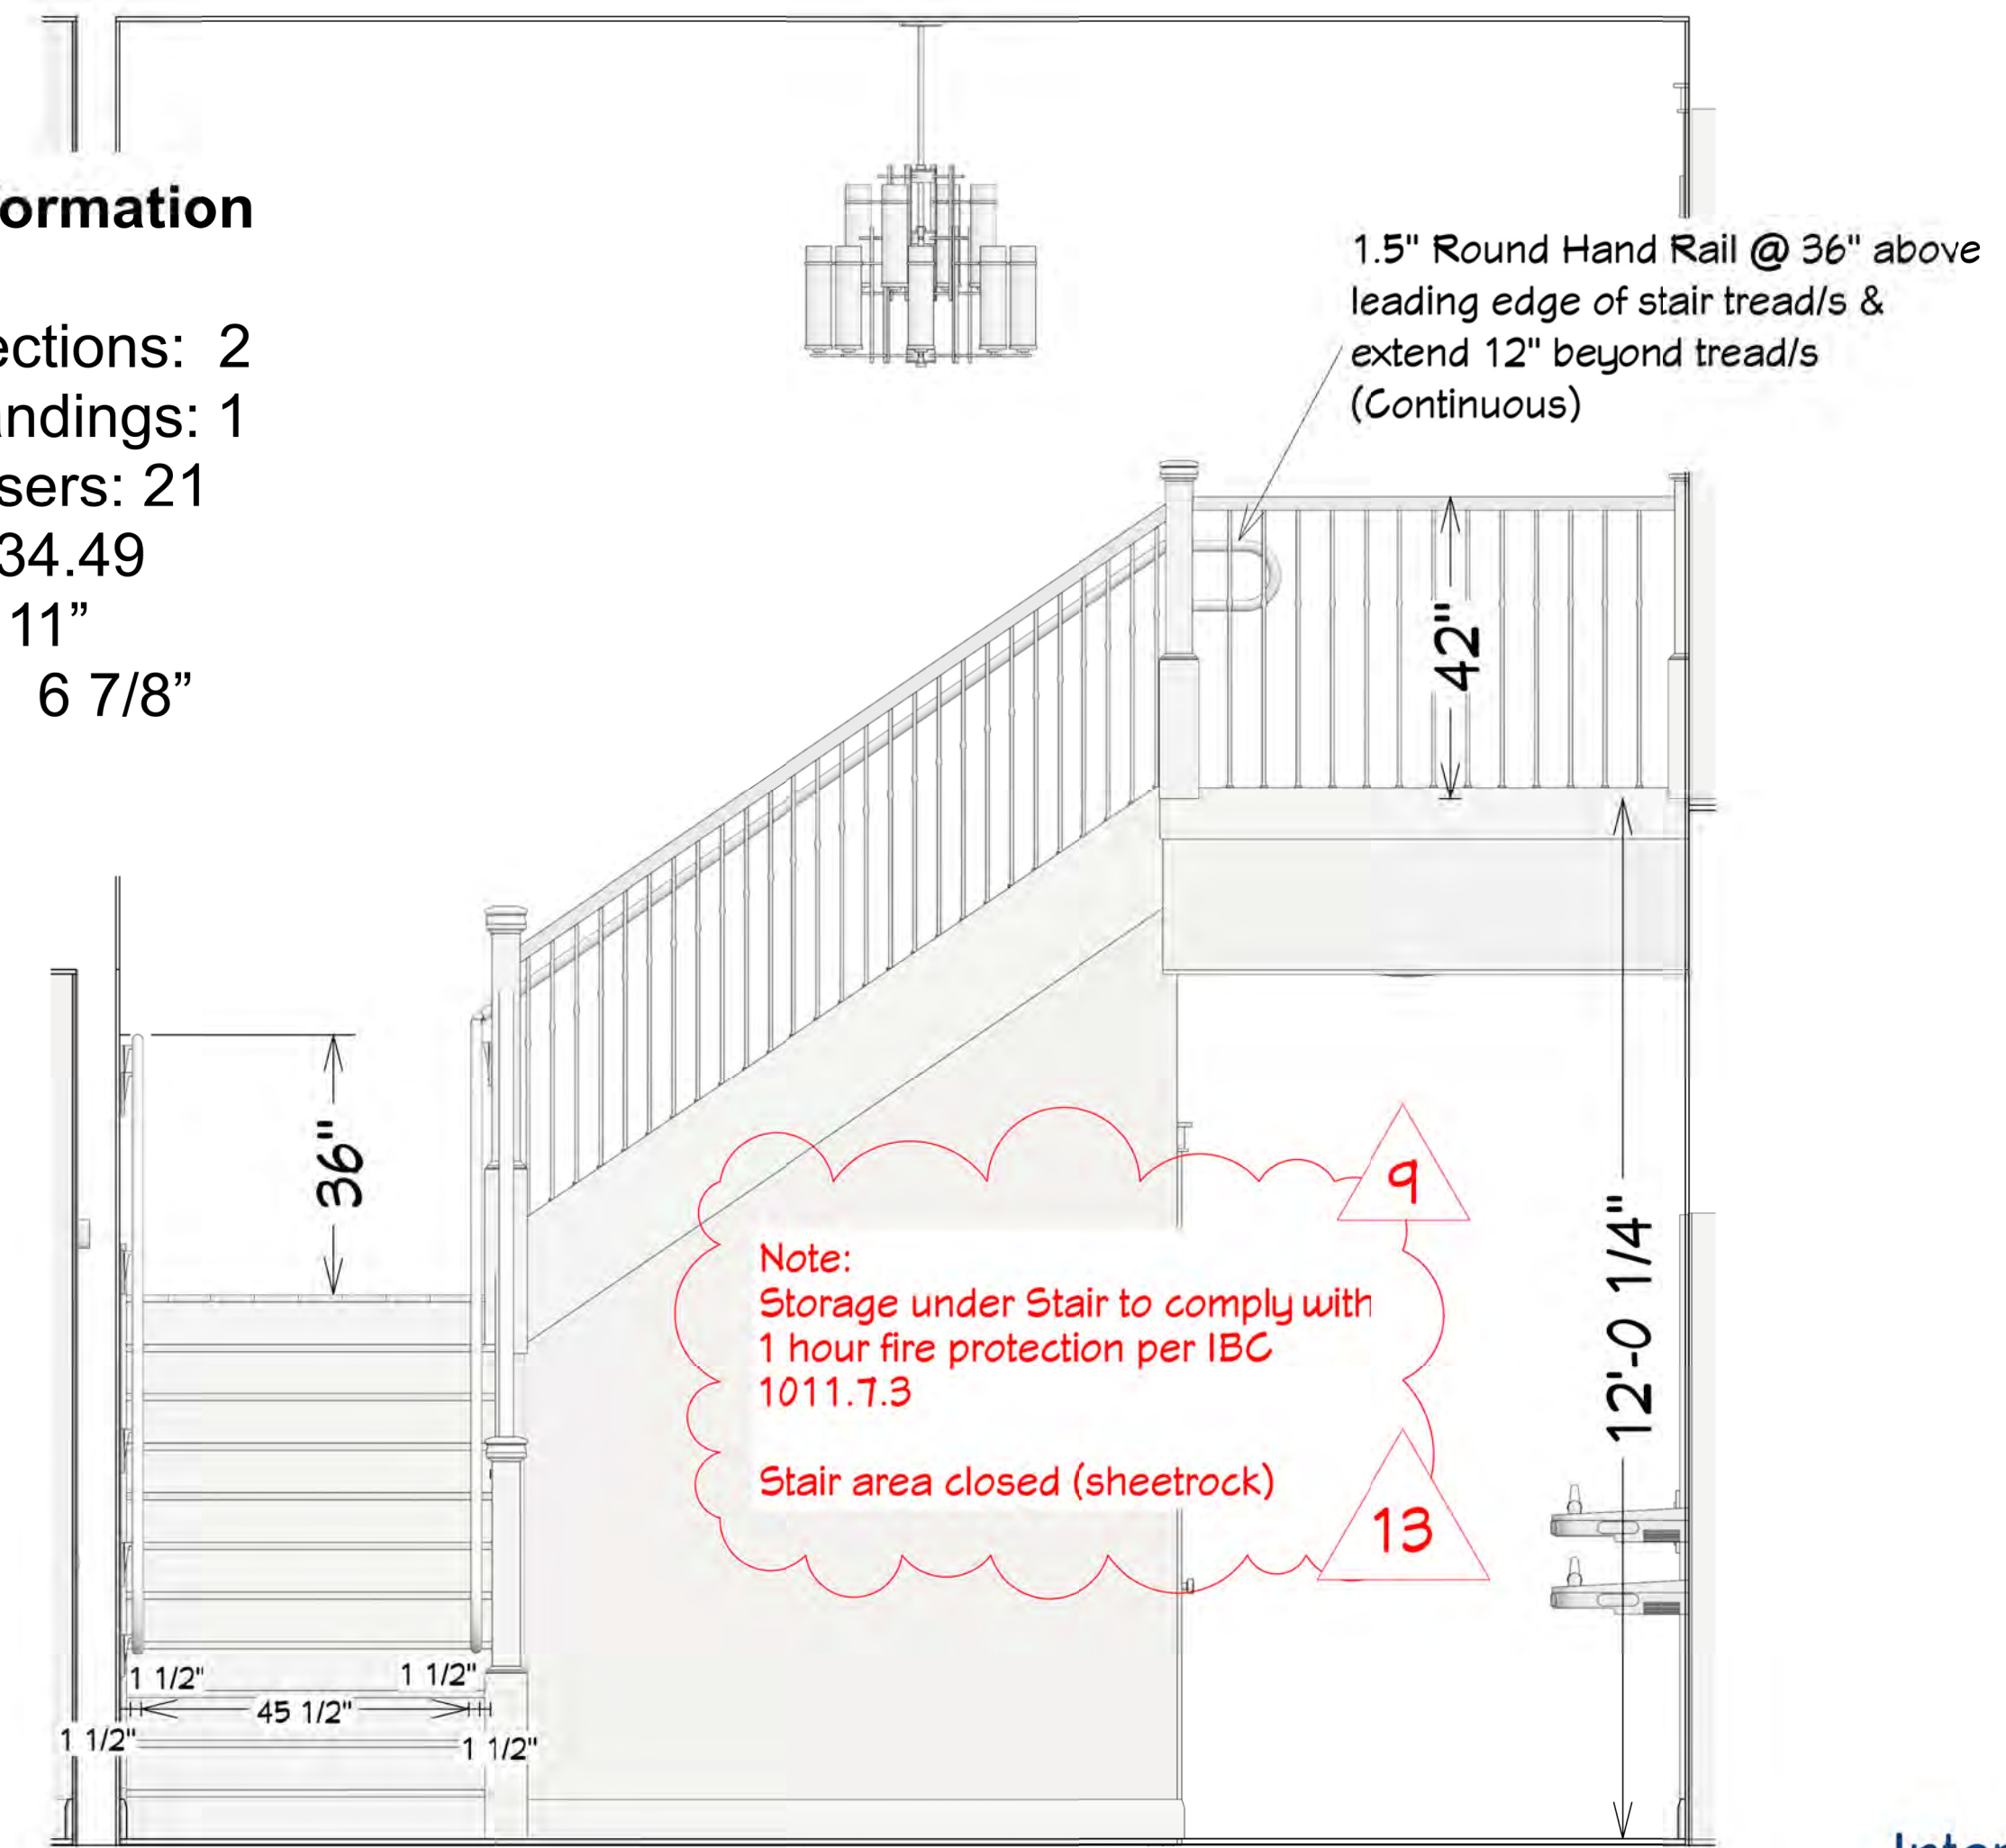 ormation
ections: 2
andings: 1
sers: 21
34.49
11”
6 7/8”
1.5" Round Hand Rail @ 36" above
leading edge of stair tread/s &
extend 12" beyond tread/s
(Continuous)
42"
36"
9
Note:
Storage under Stair to comply with
1 hour fire protection per IBC
1011.7.3
Stair area closed (sheetrock)
13
12'-0 1/4"
1 1/2"
1 1/2"
45 1/2"
1 1/2"
1 1/2"